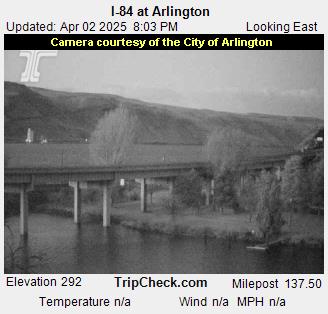 I-84 at Arlington
Updated: Apr 02 2025 8:03 PM Looking East
Camera courtesy of the City of Arlington
Elevation 292 TripCheck.com Milepost 137.50
Temperature n/a Wind n/a MPH n/a